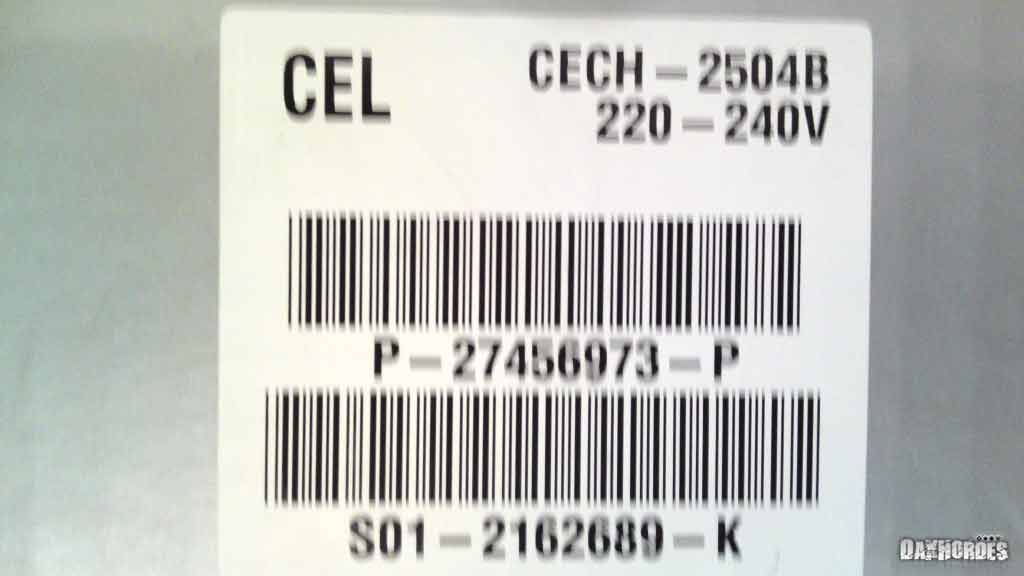 CEL
CECH-2504B
220-240V
P-27456973-P
S01-2162689-K
DAXHORDES